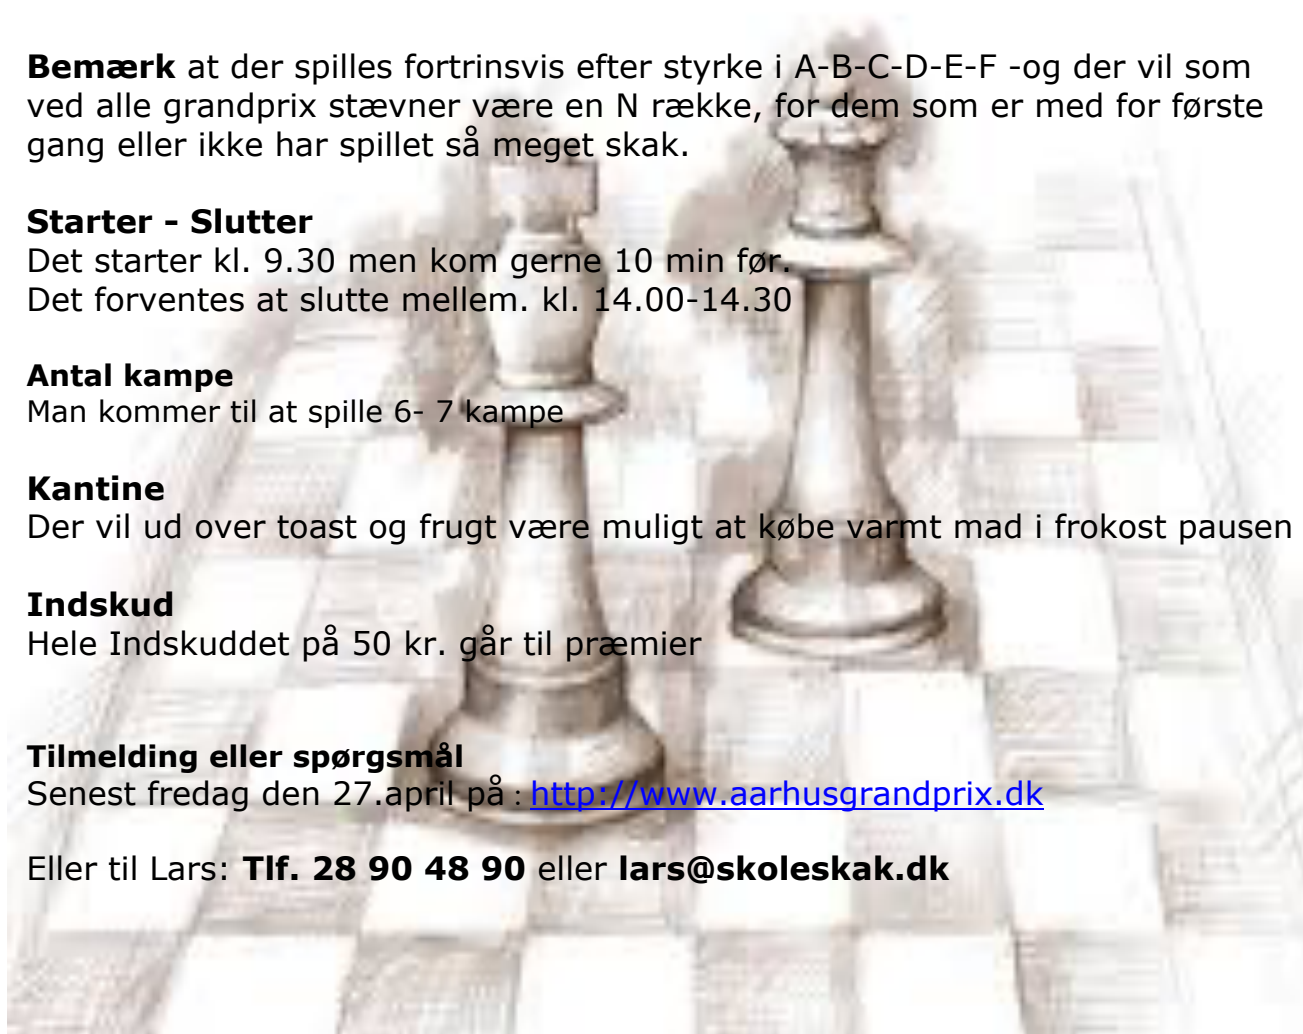 Bemærk at der spilles fortrinsvis efter styrke i A-B-C-D-E-F -og der vil som
ved alle grandprix stævner være en N række, for dem som er med for første
gang eller ikke har spillet så meget skak.
Starter - Slutter
Det starter kl. 9.30 men kom gerne 10 min før.
Det forventes at slutte mellem. kl. 14.00-14.30
Antal kampe
Man kommer til at spille 6- 7 kampe
Kantine
Der vil ud over toast og frugt være muligt at købe varmt mad i frokost pausen
Indskud
Hele Indskuddet på 50 kr. går til præmier
Tilmelding eller spørgsmål
Senest fredag den 27.april på : http://www.aarhusgrandprix.dk
Eller til Lars: Tlf. 28 90 48 90 eller lars@skoleskak.dk